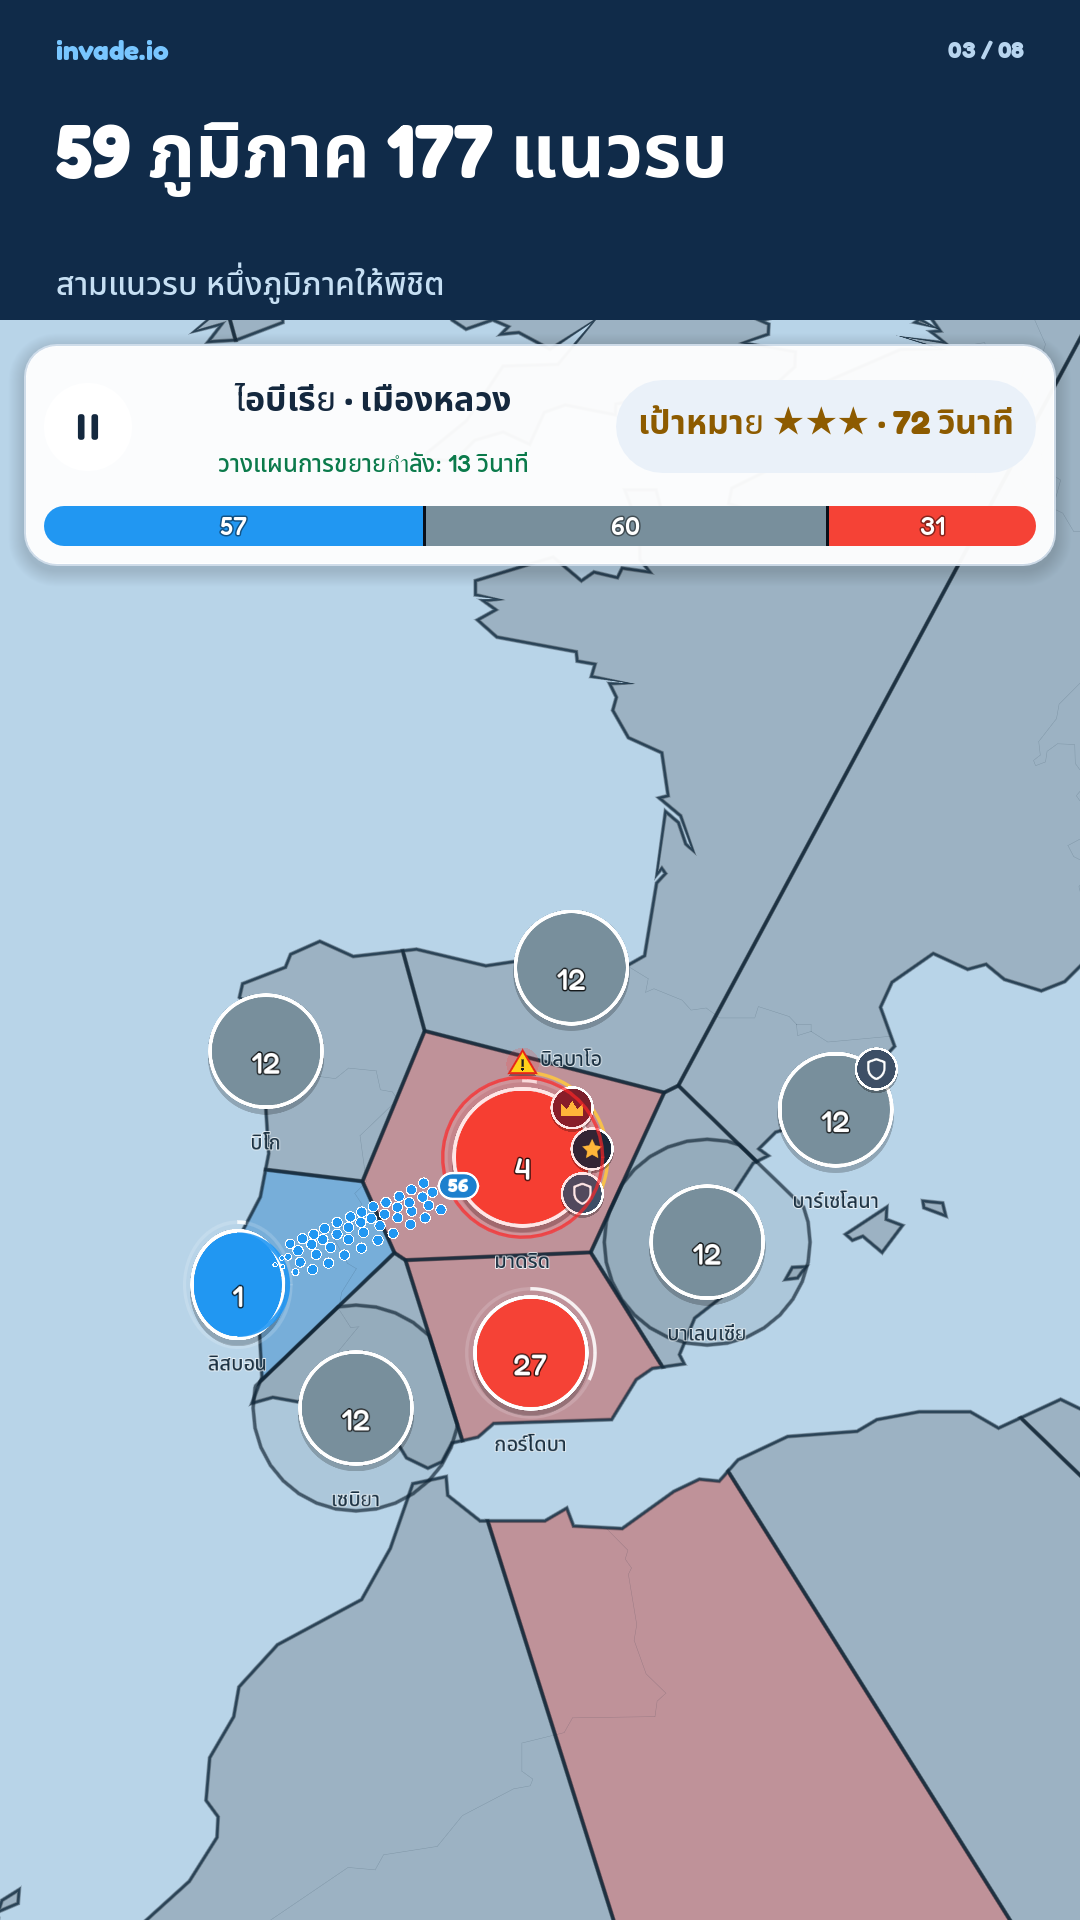 invade.io
03 / 08
59 ภูมิภาค 177 แนวรบ
สามแนวรบ หนึ่งภูมิภาคให้พิชิต
ไอบีเรีย · เมืองหลวง
เป้าหมาย ★★★ · 72 วินาที
วางแผนการขยายกำลัง: 13 วินาที
57
60
31
12
บิลบาโอ
12
บิโก
12
บาร์เซโลนา
4
มาดริด
56
12
บาเลนเซีย
1
ลิสบอน
27
กอร์โดบา
12
เซบิยา